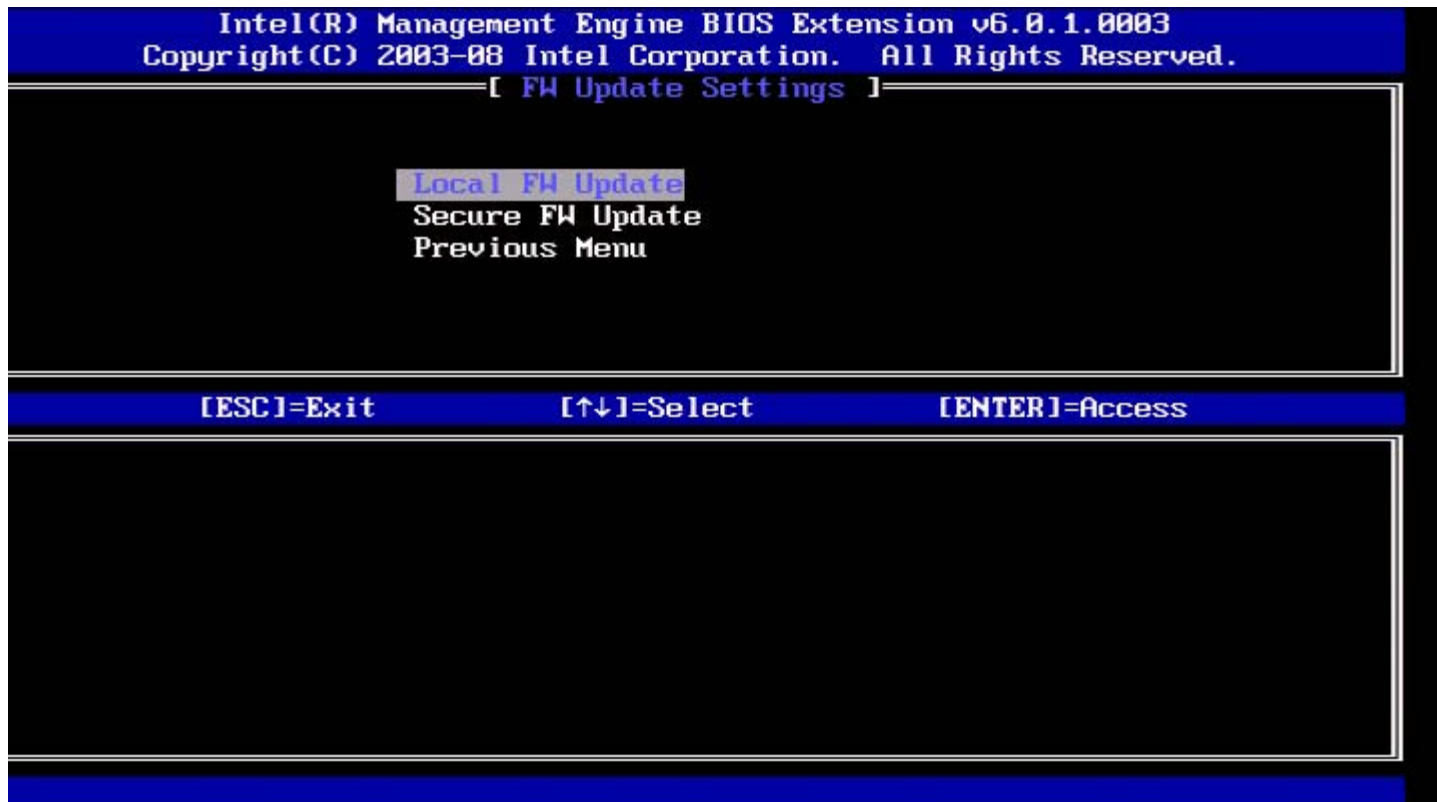 Intel(R) Management Engine BIOS Extension v6.0.1.0003
Copyright(C) 2003-08 Intel Corporation. All Rights Reserved.
[ FW Update Settings ]
Local FW Update
Secure FW Update
Previous Menu
[ESC]=Exit [↑↓]=Select [ENTER]=Access